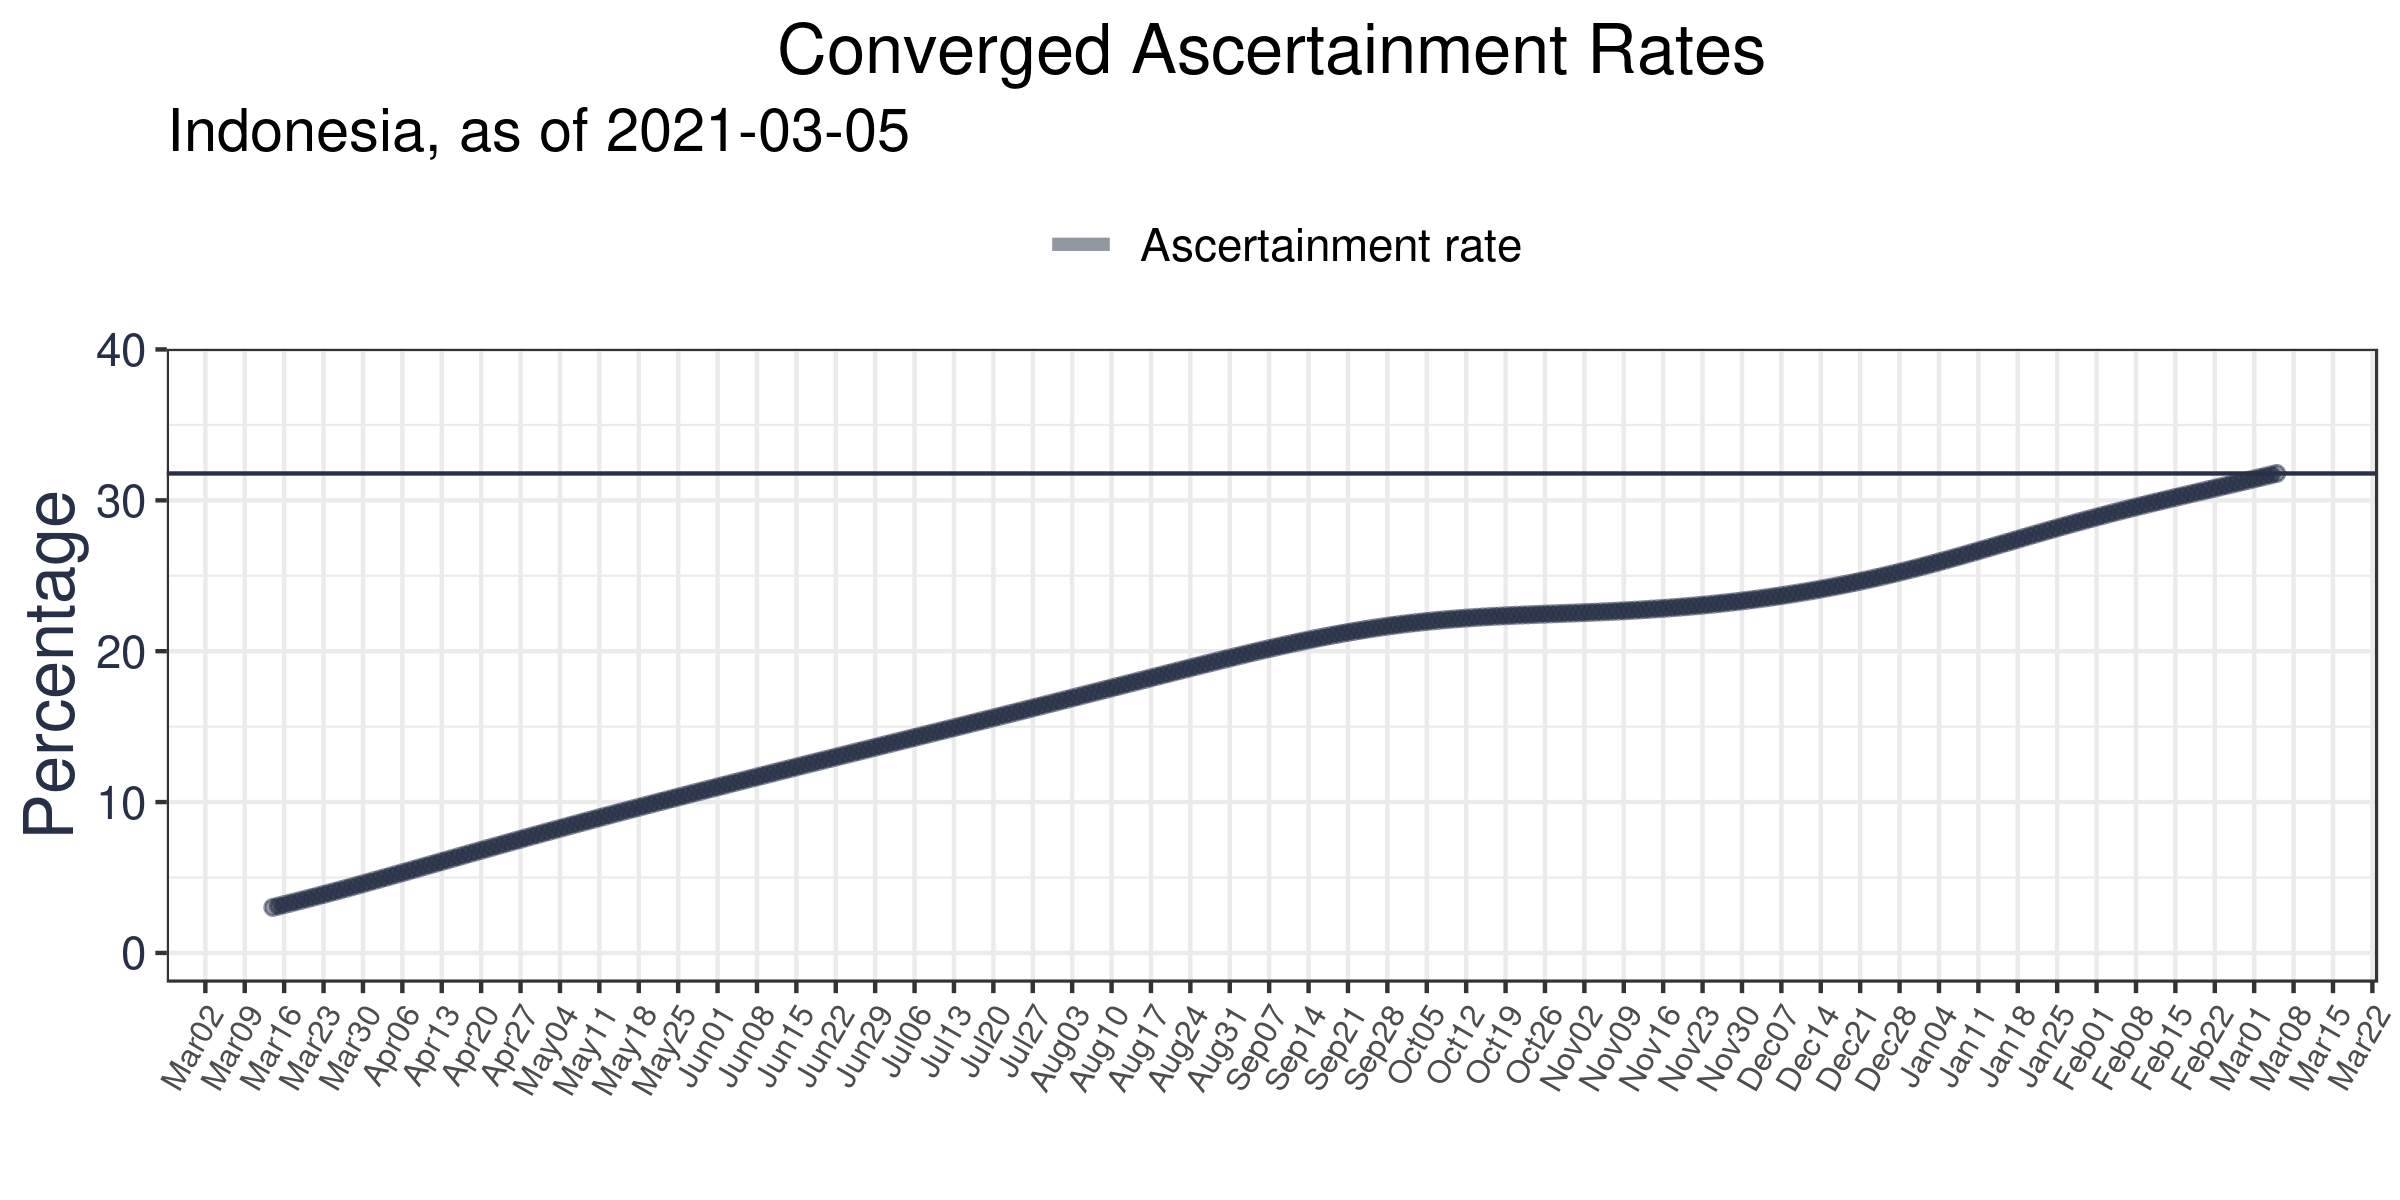 Converged Ascertainment Rates
Indonesia, as of 2021-03-05
Ascertainment rate
Percentage
40
30
20
10
0
Mar02 Mar09 Mar16 Mar23 Mar30 Apr06 Apr13 Apr20 Apr27 May04 May11 May18 May25 Jun01 Jun08 Jun15 Jun22 Jun29 Jul06 Jul13 Jul20 Jul27 Aug03 Aug10 Aug17 Aug24 Aug31 Sep07 Sep14 Sep21 Sep28 Oct05 Oct12 Oct19 Oct26 Nov02 Nov09 Nov16 Nov23 Nov30 Dec07 Dec14 Dec21 Dec28 Jan04 Jan11 Jan18 Jan25 Feb01 Feb08 Feb15 Feb22 Mar01 Mar08 Mar15 Mar22